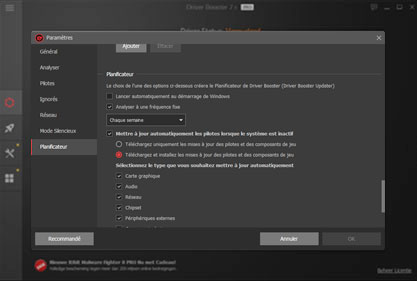 Driver Booster 7
Paramètres
Général
Analyser
Pilotes
Ignorés
Réseau
Mode Silencieux
Planificateur
Ajouter
Effacer
Planificateur
Le choix de l'une des options ci-dessous créera le Planificateur de Driver Booster (Driver Booster Updater)
Lancer automatiquement au démarrage de Windows
Analyser à une fréquence fixe
Chaque semaine
Mettre à jour automatiquement les pilotes lorsque le système est inactif
Téléchargez uniquement les mises à jour des pilotes et des composants de jeu
Téléchargez et installez les mises à jour des pilotes et des composants de jeu
Sélectionnez le type que vous souhaitez mettre à jour automatiquement
Carte graphique
Audio
Réseau
Chipset
Périphériques externes
Recommandé
Annuler
OK
Beheer Licentie